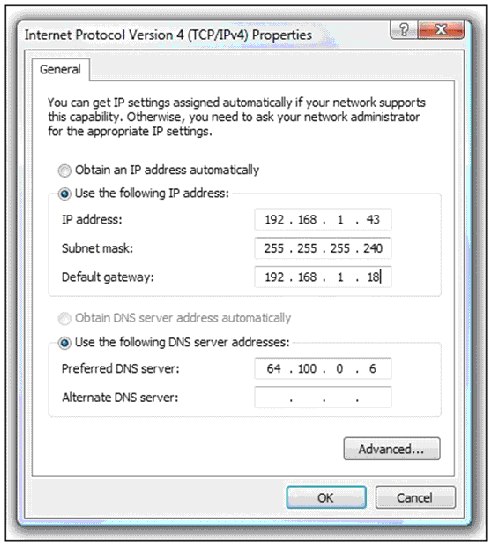 Internet Protocol Version 4 (TCP/IPv4) Properties
General
You can get IP settings assigned automatically if your network supports
this capability. Otherwise, you need to ask your network administrator
for the appropriate IP settings.
Obtain an IP address automatically
Use the following IP address:
IP address: 192 . 168 . 1 . 43
Subnet mask: 255 . 255 . 255 . 240
Default gateway: 192 . 168 . 1 . 18
Obtain DNS server address automatically
Use the following DNS server addresses:
Preferred DNS server: 64 . 100 . 0 . 6
Alternate DNS server: . . .
Advanced...
OK Cancel